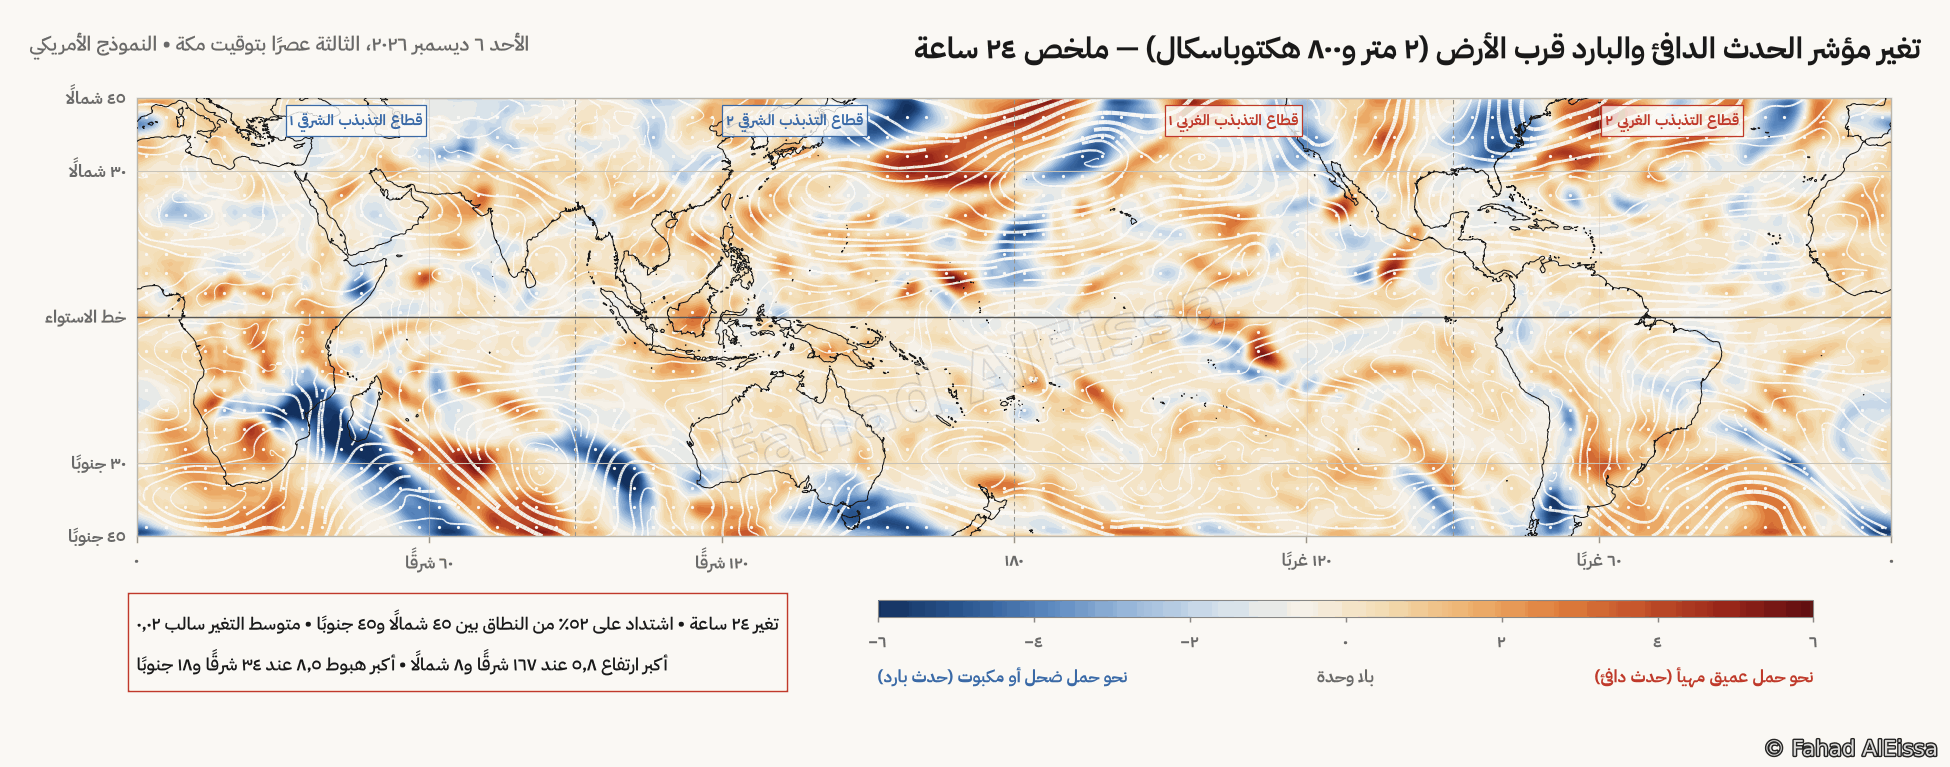 تغير مؤشر الحدث الدافئ والبارد قرب الأرض (٢ متر و٨٠٠ هكتوباسكال) — ملخص ٢٤ ساعة
الأحد ٦ ديسمبر ٢٠٢٦، الثالثة عصرًا بتوقيت مكة • النموذج الأمريكي
قطاع التذبذب الشرقي ١
قطاع التذبذب الشرقي ٢
قطاع التذبذب الغربي ١
قطاع التذبذب الغربي ٢
٤٥ شمالًا
٣٠ شمالًا
خط الاستواء
٣٠ جنوبًا
٤٥ جنوبًا
Fahad AlEissa
٠
٦٠ شرقًا
١٢٠ شرقًا
١٨٠
١٢٠ غربًا
٦٠ غربًا
٠
تغير ٢٤ ساعة • اشتداد على ٥٢٪ من النطاق بين ٤٥ شمالًا و٤٥ جنوبًا • متوسط التغير سالب ٠,٠٢
أكبر ارتفاع ٥,٨ عند ١٦٧ شرقًا و٨ شمالًا • أكبر هبوط ٨,٥ عند ٣٤ شرقًا و١٨ جنوبًا
−٦
−٤
−٢
٠
٢
٤
٦
نحو حمل عميق مهيأ (حدث دافئ)
بلا وحدة
نحو حمل ضحل أو مكبوت (حدث بارد)
© Fahad AlEissa